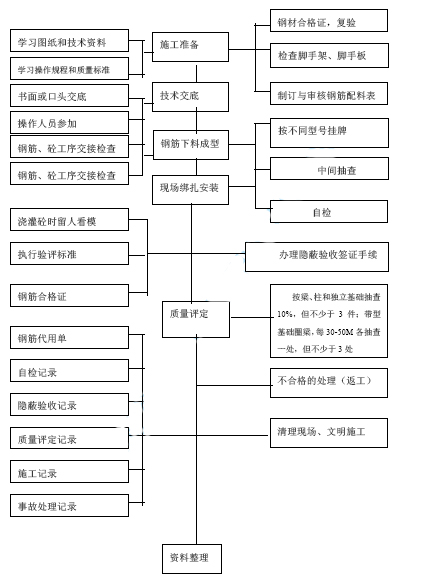 学习图纸和技术资料
学习操作规程和质量标准
书面或口头交底
操作人员参加
钢筋、砼工序交接检查
钢筋、砼工序交接检查
浇灌砼时留人看模
执行验评标准
钢筋合格证
钢筋代用单
自检记录
隐蔽验收记录
质量评定记录
施工记录
事故处理记录
施工准备
技术交底
钢筋下料成型
现场绑扎安装
质量评定
资料整理
钢材合格证，复验
检查脚手架、脚手板
制订与审核钢筋配料表
按不同型号挂牌
中间抽查
自检
办理隐蔽验收签证手续
按梁、柱和独立基础抽查
10%，但不少于 3 件；带型
基础圈梁，每 30-50M 各抽查
一处，但不少于 3 处
不合格的处理（返工）
清理现场、文明施工